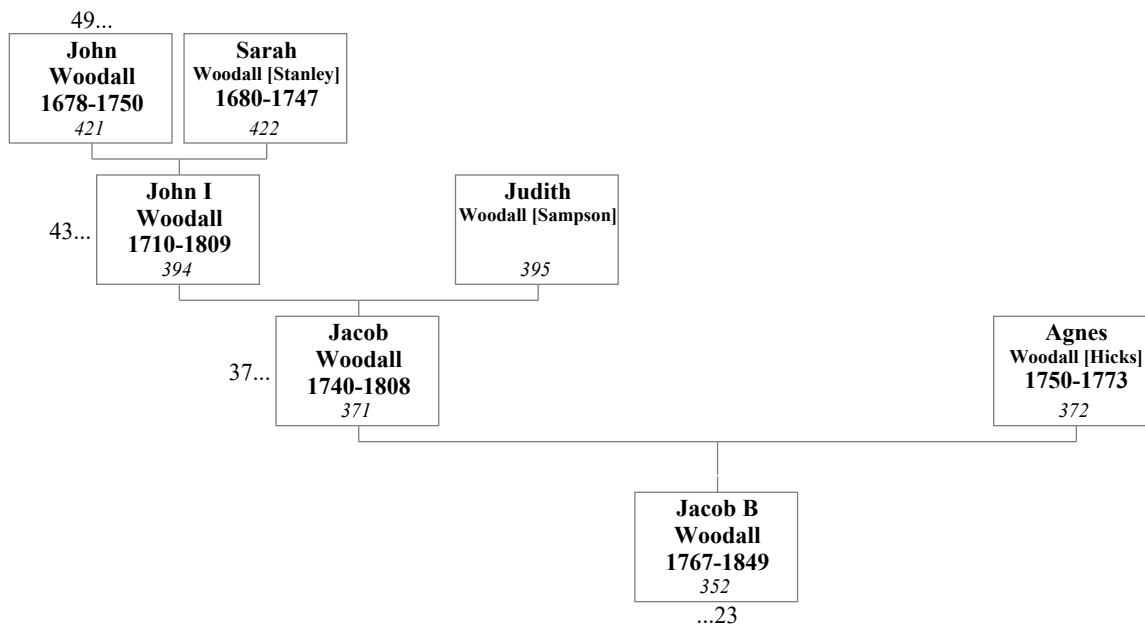 49...
John
Woodall
1678-1750
421
Sarah
Woodall [Stanley]
1680-1747
422
43...
John I
Woodall
1710-1809
394
Judith
Woodall [Sampson]
395
37...
Jacob
Woodall
1740-1808
371
Agnes
Woodall [Hicks]
1750-1773
372
Jacob B
Woodall
1767-1849
352
...23